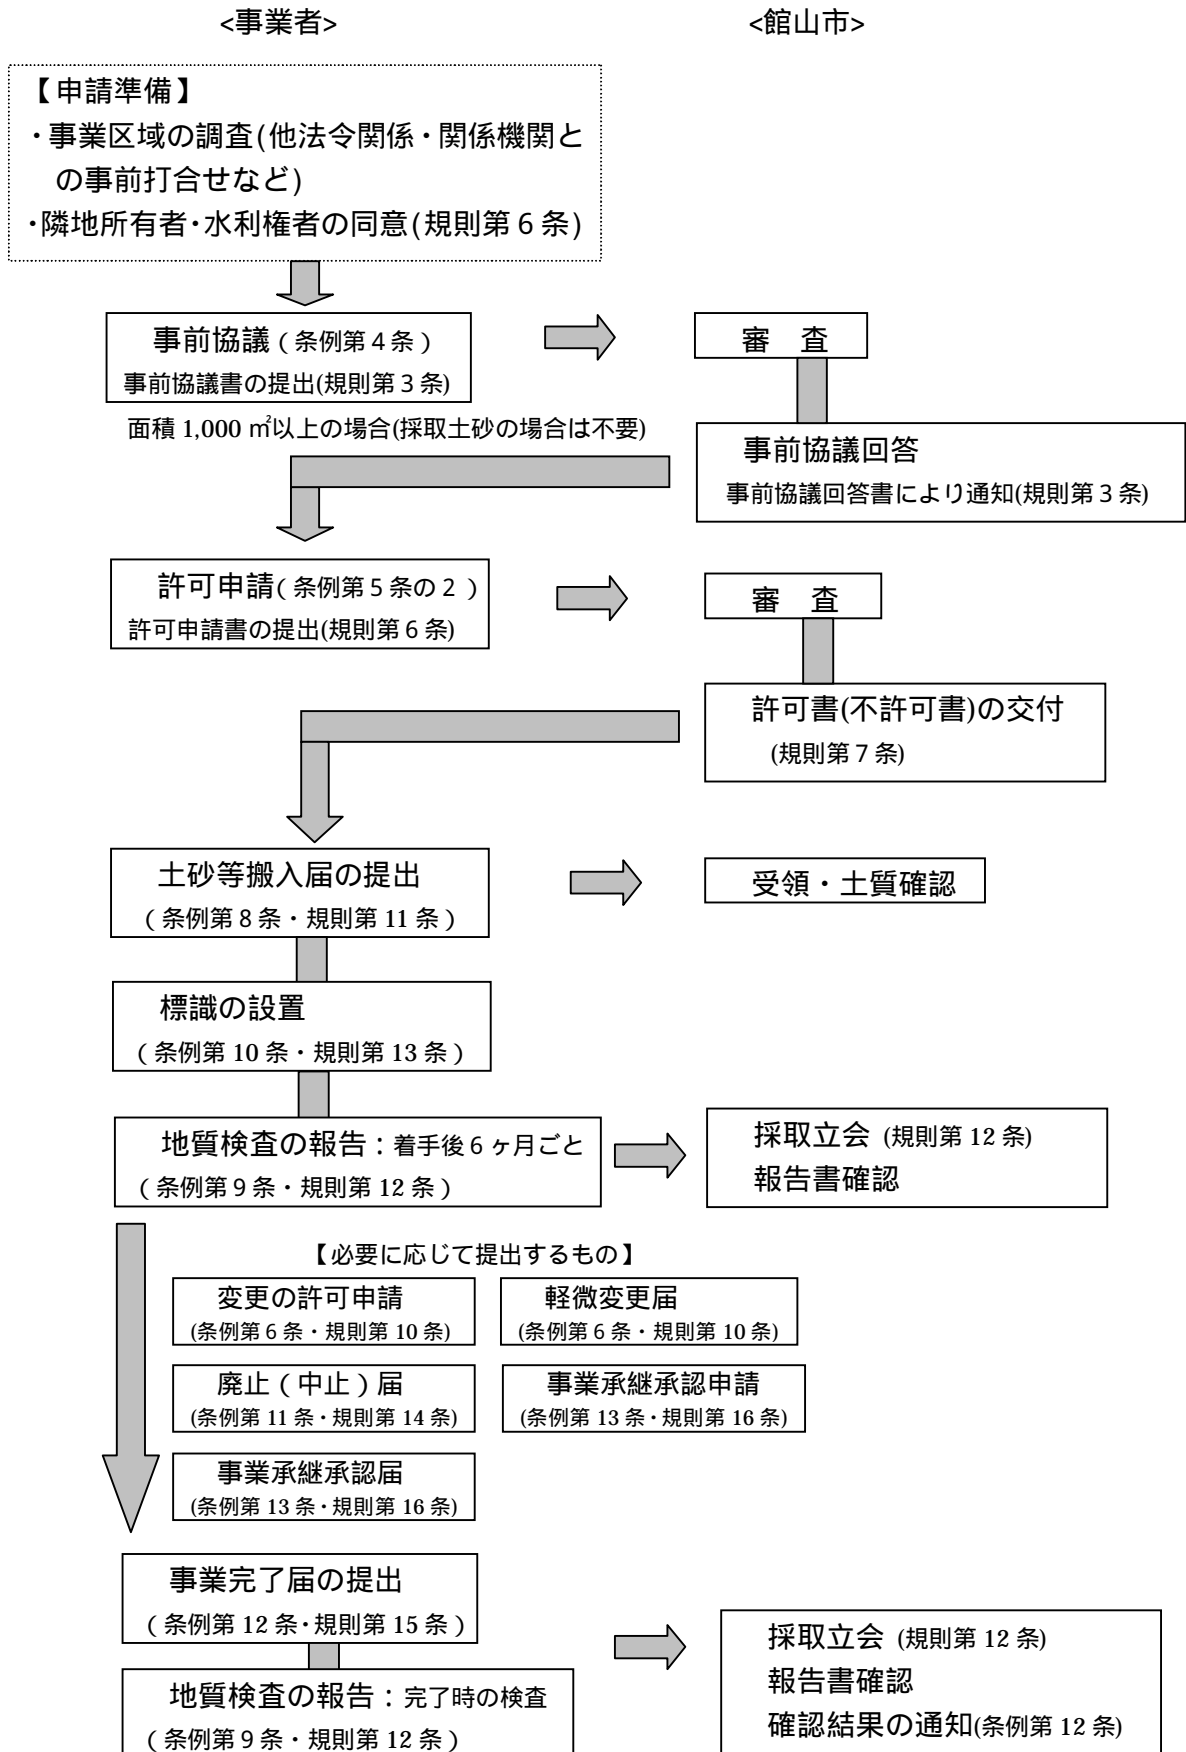 <事業者>
<館山市>
【申請準備】
・事業区域の調査(他法令関係・関係機関と
の事前打合せなど)
・隣地所有者・水利権者の同意(規則第6条)
事前協議(条例第4条)
事前協議書の提出(規則第3条)
審 査
面積 1,000 ㎡以上の場合(採取土砂の場合は不要)
事前協議回答
事前協議回答書により通知(規則第3条)
許可申請(条例第5条の2)
許可申請書の提出(規則第6条)
審 査
許可書(不許可書)の交付
(規則第7条)
土砂等搬入届の提出
(条例第8条・規則第11条)
受領・土質確認
標識の設置
(条例第10条・規則第13条)
地質検査の報告:着手後6ヶ月ごと
(条例第9条・規則第12条)
採取立会 (規則第12条)
報告書確認
【必要に応じて提出するもの】
変更の許可申請
(条例第6条・規則第10条)
軽微変更届
(条例第6条・規則第10条)
廃止(中止)届
(条例第11条・規則第14条)
事業承継承認申請
(条例第13条・規則第16条)
事業承継承認届
(条例第13条・規則第16条)
事業完了届の提出
(条例第12条・規則第15条)
地質検査の報告:完了時の検査
(条例第9条・規則第12条)
採取立会 (規則第12条)
報告書確認
確認結果の通知(条例第12条)